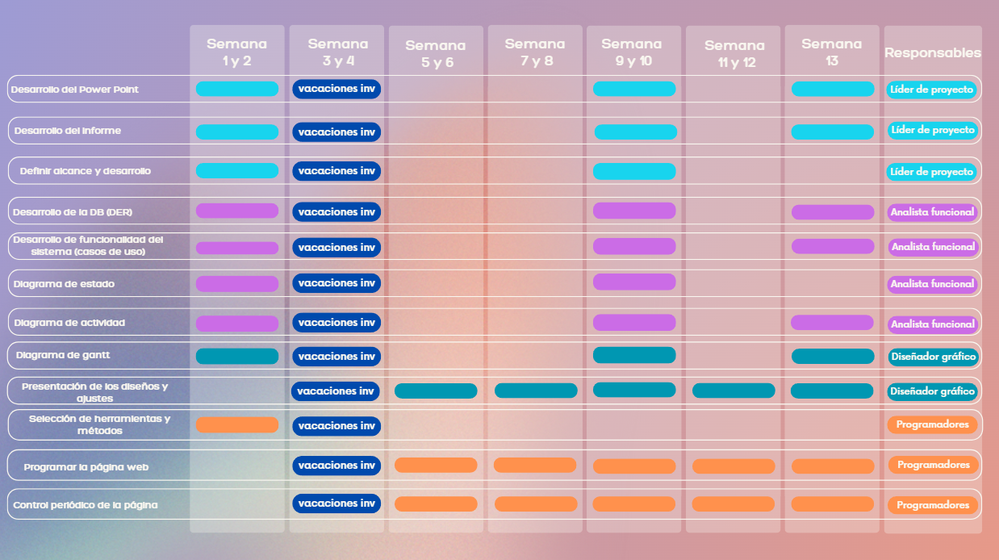 Semana
1 y 2
Semana
3 y 4
Semana
5 y 6
Semana
7 y 8
Semana
9 y 10
Semana
11 y 12
Semana
13
Responsables
Desarrollo del Power Point
vacaciones inv
Líder de proyecto
Desarrollo del informe
vacaciones inv
Líder de proyecto
Definir alcance y desarrollo
vacaciones inv
Líder de proyecto
Desarrollo de la DB (DER)
vacaciones inv
Analista funcional
Desarrollo de funcionalidad del
sistema (casos de uso)
vacaciones inv
Analista funcional
Diagrama de estado
vacaciones inv
Analista funcional
Diagrama de actividad
vacaciones inv
Analista funcional
Diagrama de gantt
vacaciones inv
Diseñador gráfico
Presentación de los diseños y
ajustes
vacaciones inv
Diseñador gráfico
Selección de herramientas y
métodos
vacaciones inv
Programadores
Programar la página web
vacaciones inv
Programadores
Control periódico de la página
vacaciones inv
Programadores